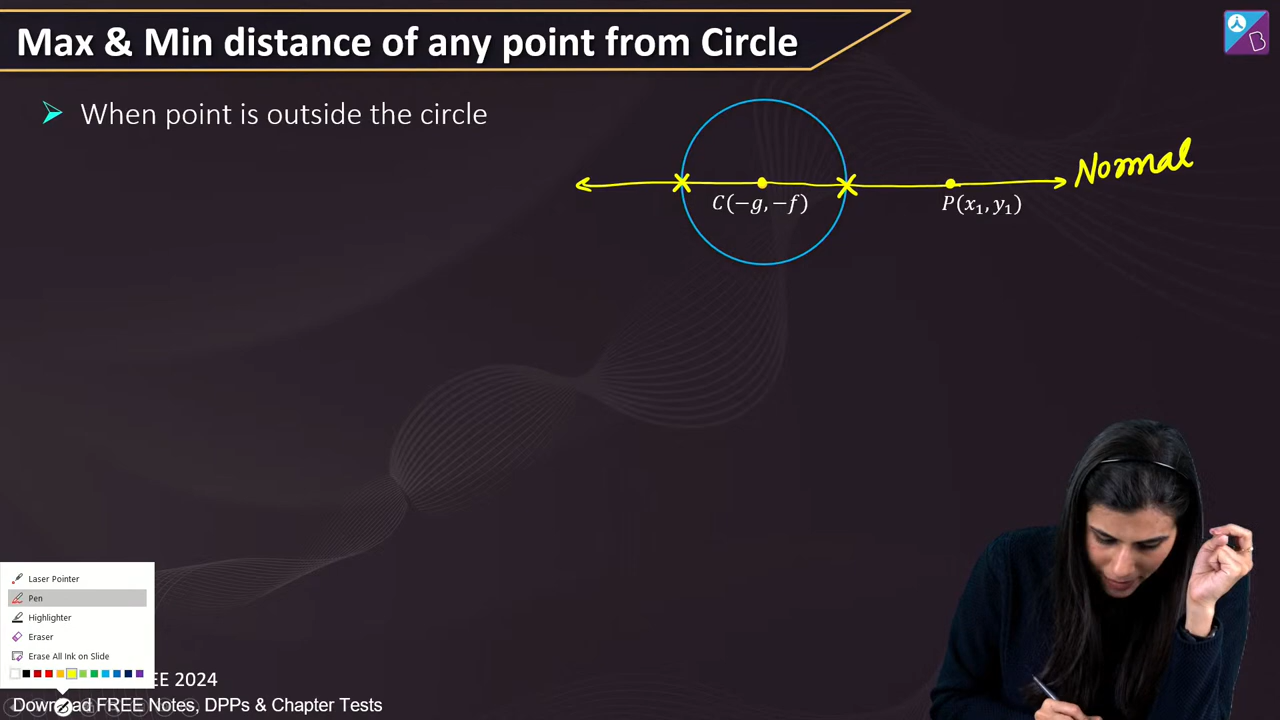 Max & Min distance of any point from Circle
When point is outside the circle
Normal
C(−g, −f)
P(x₁, y₁)
Laser Pointer
Pen
Highlighter
Eraser
Erase All Ink on Slide
EE 2024
Download FREE Notes, DPPs & Chapter Tests